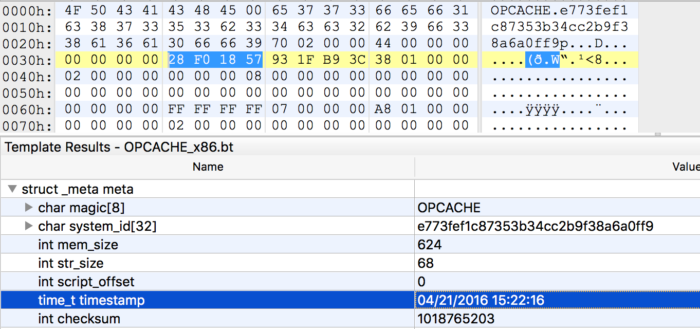 0000h: 4F 50 43 41 43 48 45 00 65 37 37 33 66 65 66 31 OPCACHE.e773fef1
0010h: 63 38 37 33 35 33 62 33 34 63 63 32 62 39 66 33 c87353b34cc2b9f3
0020h: 38 61 36 61 30 66 66 39 70 02 00 00 44 00 00 00 8a6a0ff9p...D...
0030h: 00 00 00 00 28 F0 18 57 93 1F B9 3C 38 01 00 00 ....(ð.W“.¹<8...
0040h: 02 00 00 00 00 00 00 08 00 00 00 00 00 00 00 00 ................
0050h: 00 00 00 00 00 00 00 00 00 00 00 00 00 00 00 00 ................
0060h: 00 00 00 00 FF FF FF FF 07 00 00 00 A8 01 00 00 ....ÿÿÿÿ....¨...
0070h: 00 00 00 00 02 00 00 00 00 00 00 00 00 00 00 00 ................
Template Results - OPCACHE_x86.bt
Name Value
struct _meta meta
char magic[8] OPCACHE
char system_id[32] e773fef1c87353b34cc2b9f38a6a0ff9
int mem_size 624
int str_size 68
int script_offset 0
time_t timestamp 04/21/2016 15:22:16
int checksum 1018765203